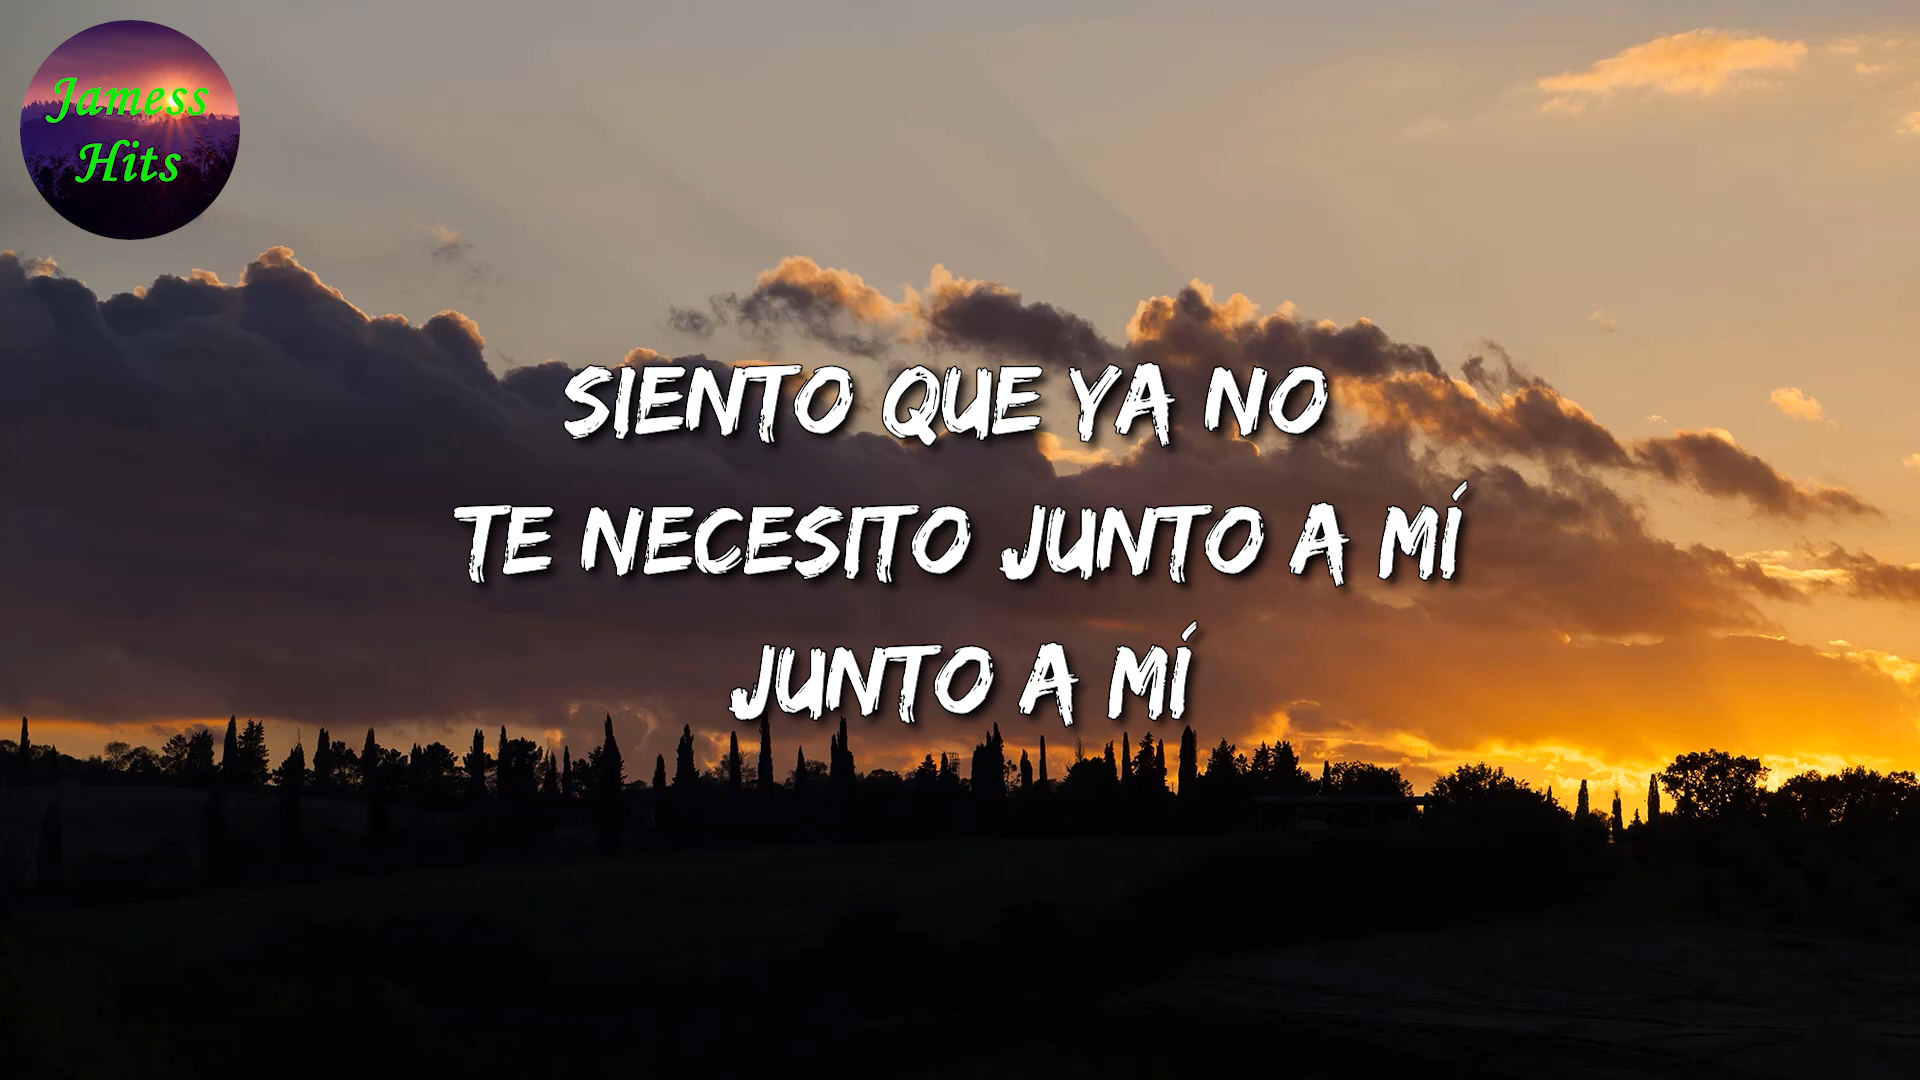 Jamess
Hits
SIENTO QUE YA NO
TE NECESITO JUNTO A MÍ
JUNTO A MÍ